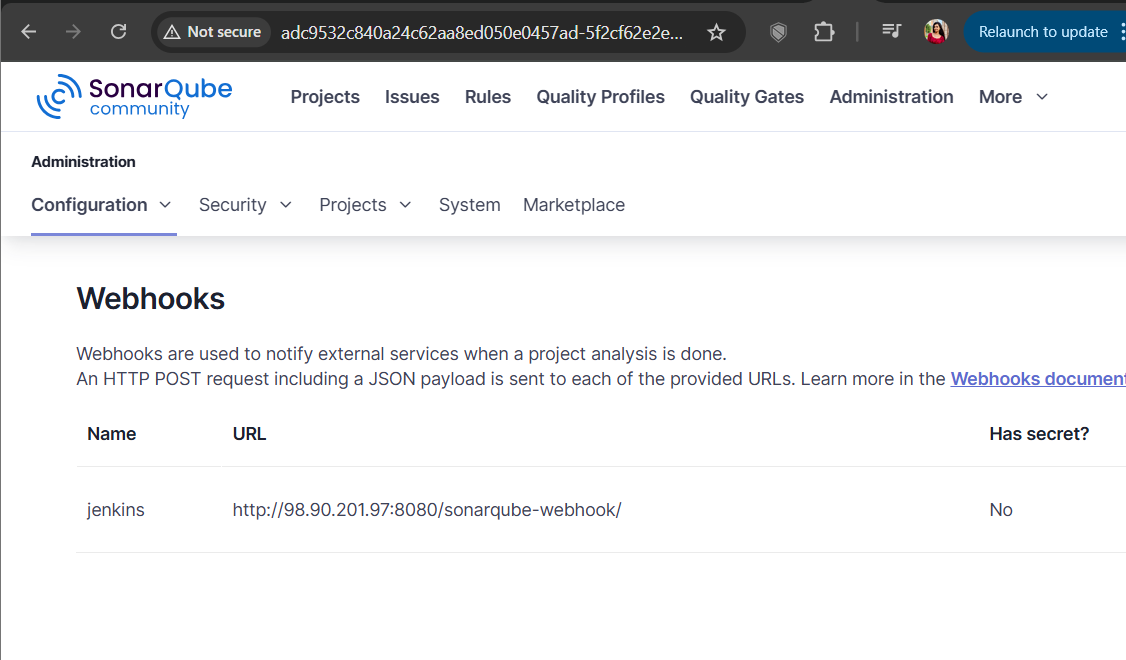 Not secure adc9532c840a24c62aa8ed050e0457ad-5f2cf62e2e... Relaunch to update
SonarQube community
Projects Issues Rules Quality Profiles Quality Gates Administration More
Administration
Configuration Security Projects System Marketplace
Webhooks
Webhooks are used to notify external services when a project analysis is done.
An HTTP POST request including a JSON payload is sent to each of the provided URLs. Learn more in the Webhooks document
Name URL Has secret?
jenkins http://98.90.201.97:8080/sonarqube-webhook/ No